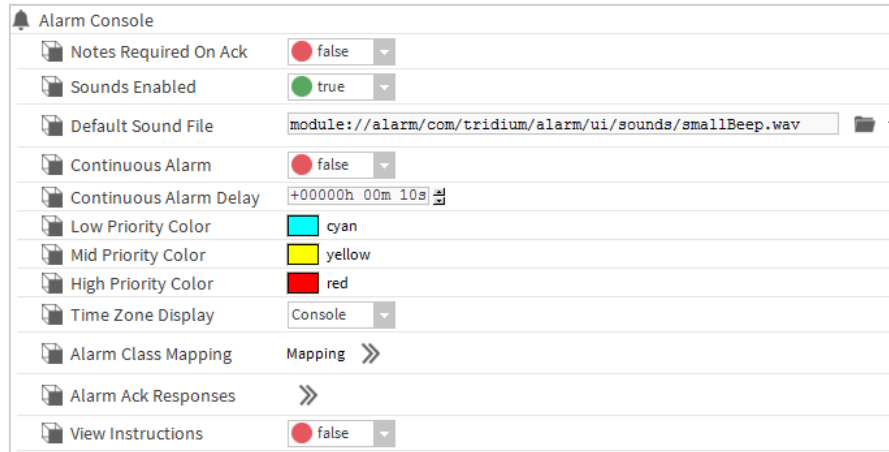 Alarm Console
Notes Required On Ack false
Sounds Enabled true
Default Sound File module://alarm/com/tridium/alarm/ui/sounds/smallBeep.wav
Continuous Alarm false
Continuous Alarm Delay +00000h 00m 10s
Low Priority Color cyan
Mid Priority Color yellow
High Priority Color red
Time Zone Display Console
Alarm Class Mapping Mapping
Alarm Ack Responses
View Instructions false